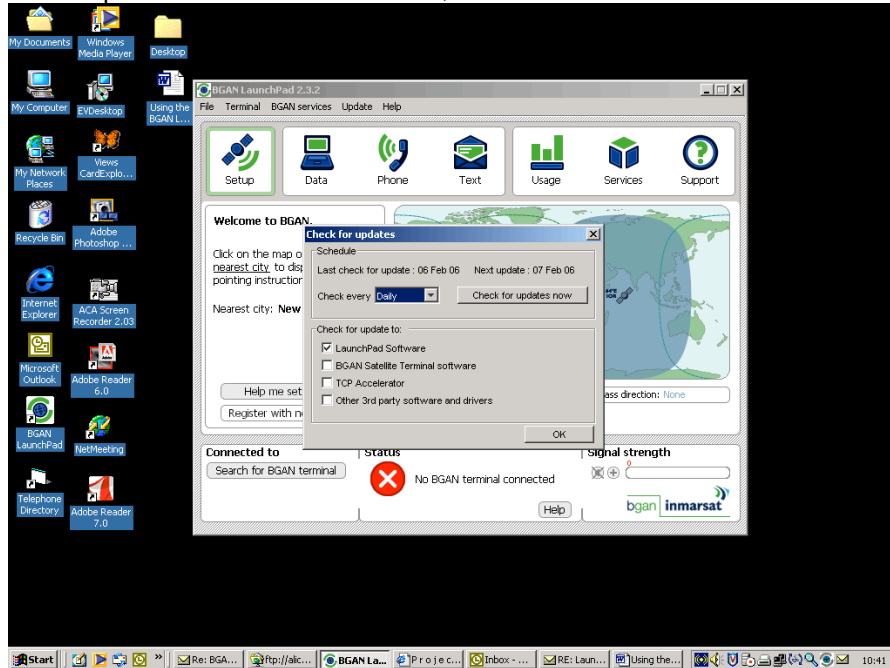 My Documents
Windows Media Player
Desktop
My Computer
EVDesktop
Using the BGAN L...
My Network Places
Views CardExplo...
Recycle Bin
Adobe Photoshop ...
Internet Explorer
ACA Screen Recorder 2.03
Microsoft Outlook
Adobe Reader 6.0
BGAN LaunchPad
NetMeeting
Telephone Directory
Adobe Reader 7.0
BGAN LaunchPad 2.3.2
File Terminal BGAN services Update Help
Setup Data Phone Text Usage Services Support
Welcome to BGAN.
Click on the map o
nearest city to disp
pointing instruction
Nearest city: New
Help me set
Register with n
Check for updates
Schedule
Last check for update : 06 Feb 06 Next update : 07 Feb 06
Check every Daily Check for updates now
Check for update to:
LaunchPad Software
BGAN Satellite Terminal software
TCP Accelerator
Other 3rd party software and drivers
OK
ass direction: None
Connected to
Search for BGAN terminal
Status
No BGAN terminal connected
Help
Signal strength
0
bgan inmarsat
Start
Re: BGA...
ftp://alic...
BGAN La...
P r o j e c...
Inbox - ...
RE: Laun...
Using the...
10:41